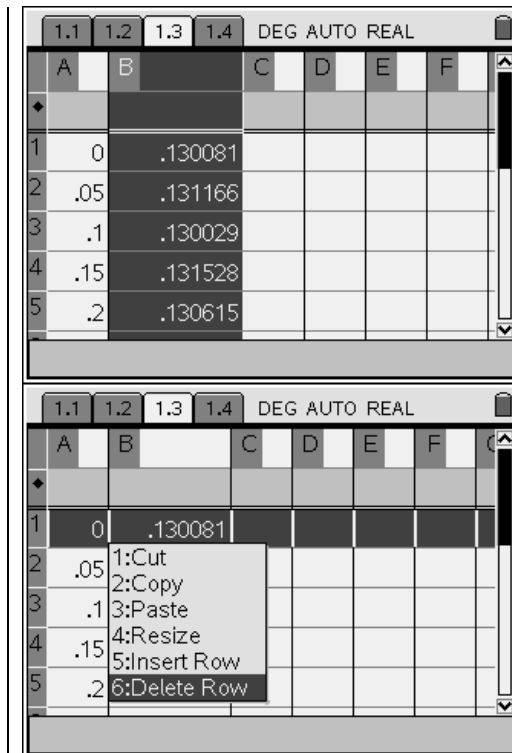 1.1 1.2 1.3 1.4 DEG AUTO REAL
A B C D E F
◆
1 0 .130081
2 .05 .131166
3 .1 .130029
4 .15 .131528
5 .2 .130615
1.1 1.2 1.3 1.4 DEG AUTO REAL
A B C D E F
◆
1 0 .130081
2 .05 1:Cut
2:Copy
3 .1 3:Paste
4 .15 4:Resize
5:Insert Row
5 .2 6:Delete Row